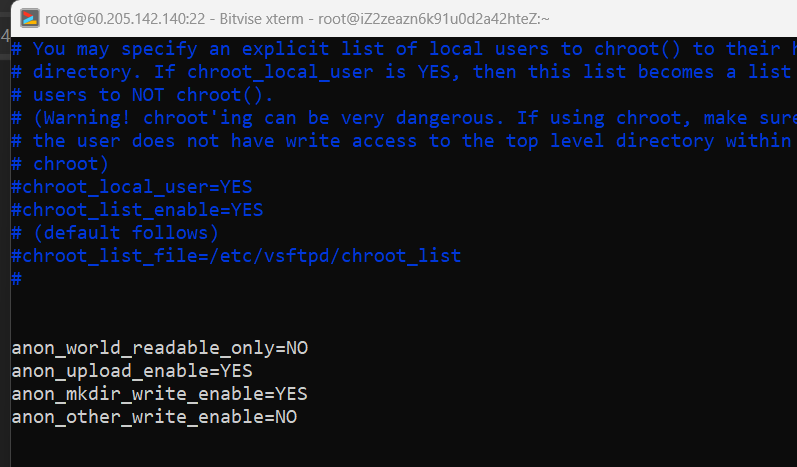 root@60.205.142.140:22 - Bitvise xterm - root@iZ2zeazn6k91u0d2a42hteZ:~
4
# You may specify an explicit list of local users to chroot() to their h
# directory. If chroot_local_user is YES, then this list becomes a list
# users to NOT chroot().
# (Warning! chroot'ing can be very dangerous. If using chroot, make sure
# the user does not have write access to the top level directory within
# chroot)
#chroot_local_user=YES
#chroot_list_enable=YES
# (default follows)
#chroot_list_file=/etc/vsftpd/chroot_list
#
anon_world_readable_only=NO
anon_upload_enable=YES
anon_mkdir_write_enable=YES
anon_other_write_enable=NO